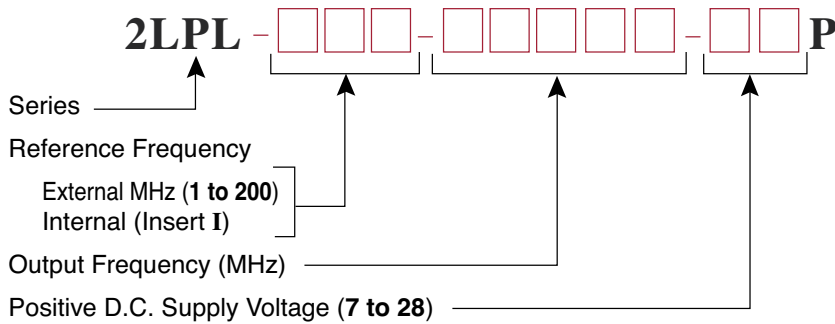 2LPL - □□□ - □□□□□ - □□ P
Series
Reference Frequency
External MHz (1 to 200)
Internal (Insert I)
Output Frequency (MHz)
Positive D.C. Supply Voltage (7 to 28)